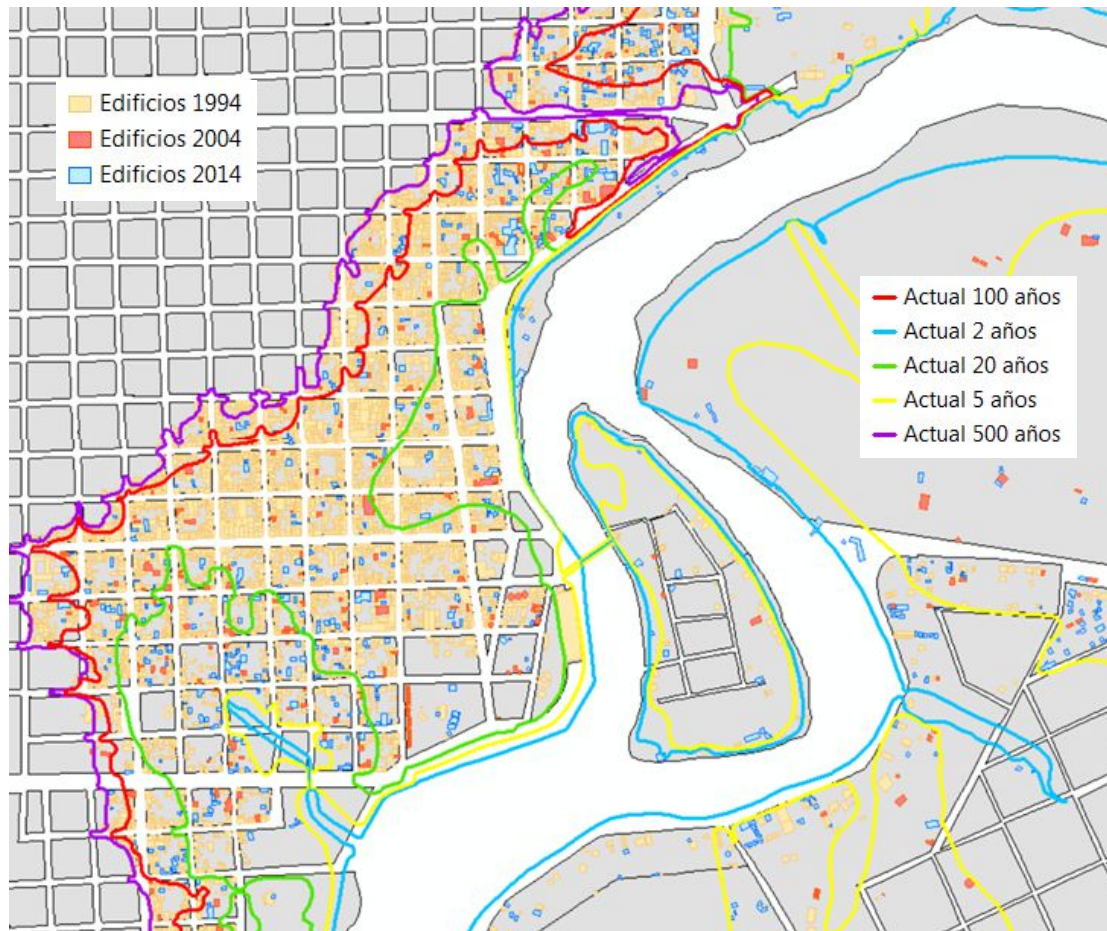 Edificios 1994
Edificios 2004
Edificios 2014
Actual 100 años
Actual 2 años
Actual 20 años
Actual 5 años
Actual 500 años